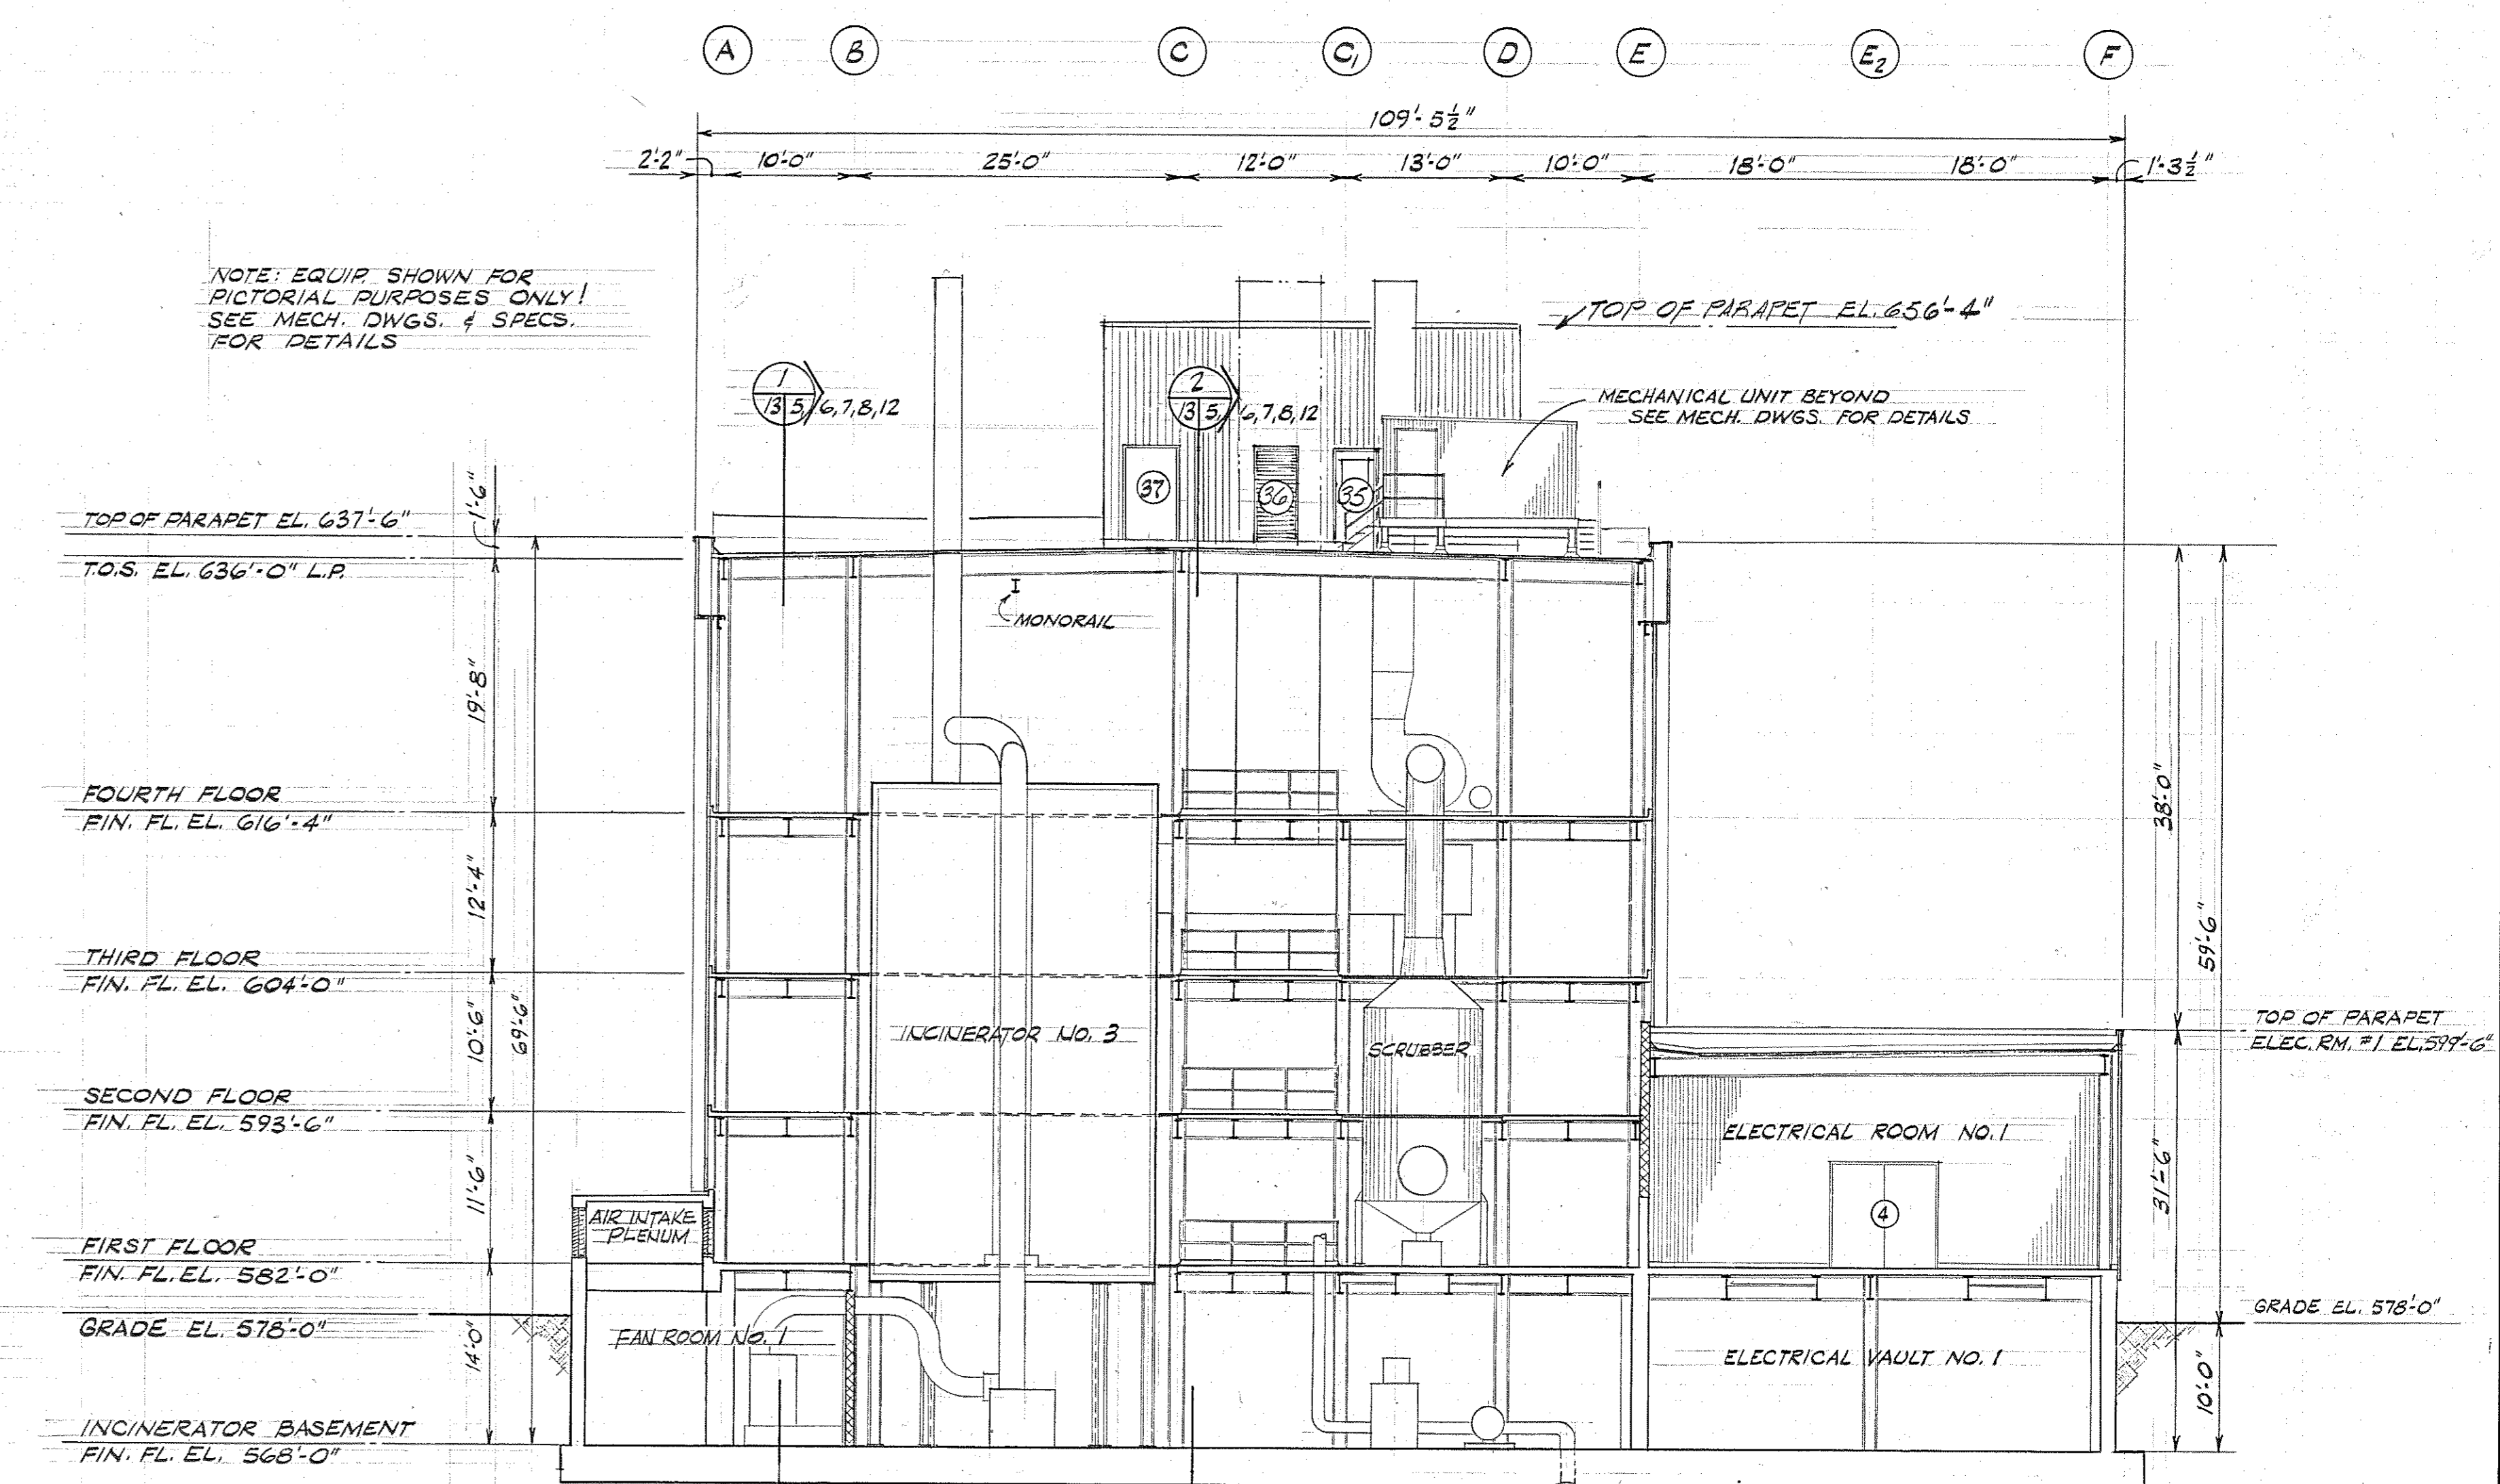 A B C C1 D E E2 F
109'-5½"
2'-2" 10'-0" 25'-0" 12'-0" 13'-0" 10'-0" 18'-0" 18'-0" 1'-3½"
NOTE: EQUIP. SHOWN FOR
PICTORIAL PURPOSES ONLY!
SEE MECH. DWGS. & SPECS.
FOR DETAILS
TOP OF PARAPET EL. 656'-4"
1
13 5, 6,7,8,12
2
13 5, 6,7,8,12
MECHANICAL UNIT BEYOND
SEE MECH. DWGS. FOR DETAILS
37 36 35
TOP OF PARAPET EL. 637'-6"
1'-6"
T.O.S. EL. 636'-0" L.P.
MONORAIL
19'-8"
FOURTH FLOOR
FIN. FL. EL. 616'-4"
38'-0"
12'-4"
59'-6"
THIRD FLOOR
FIN. FL. EL. 604'-0"
10'-6"
69'-6"
INCINERATOR NO. 3
SCRUBBER
TOP OF PARAPET
ELEC. RM. #1 EL. 599'-6"
SECOND FLOOR
FIN. FL. EL. 593'-6"
ELECTRICAL ROOM NO. 1
11'-6"
31'-6"
AIR INTAKE
PLENUM
4
FIRST FLOOR
FIN. FL. EL. 582'-0"
GRADE EL. 578'-0"
GRADE EL. 578'-0"
14'-0"
FAN ROOM NO. 1
ELECTRICAL VAULT NO. 1
10'-0"
INCINERATOR BASEMENT
FIN. FL. EL. 568'-0"